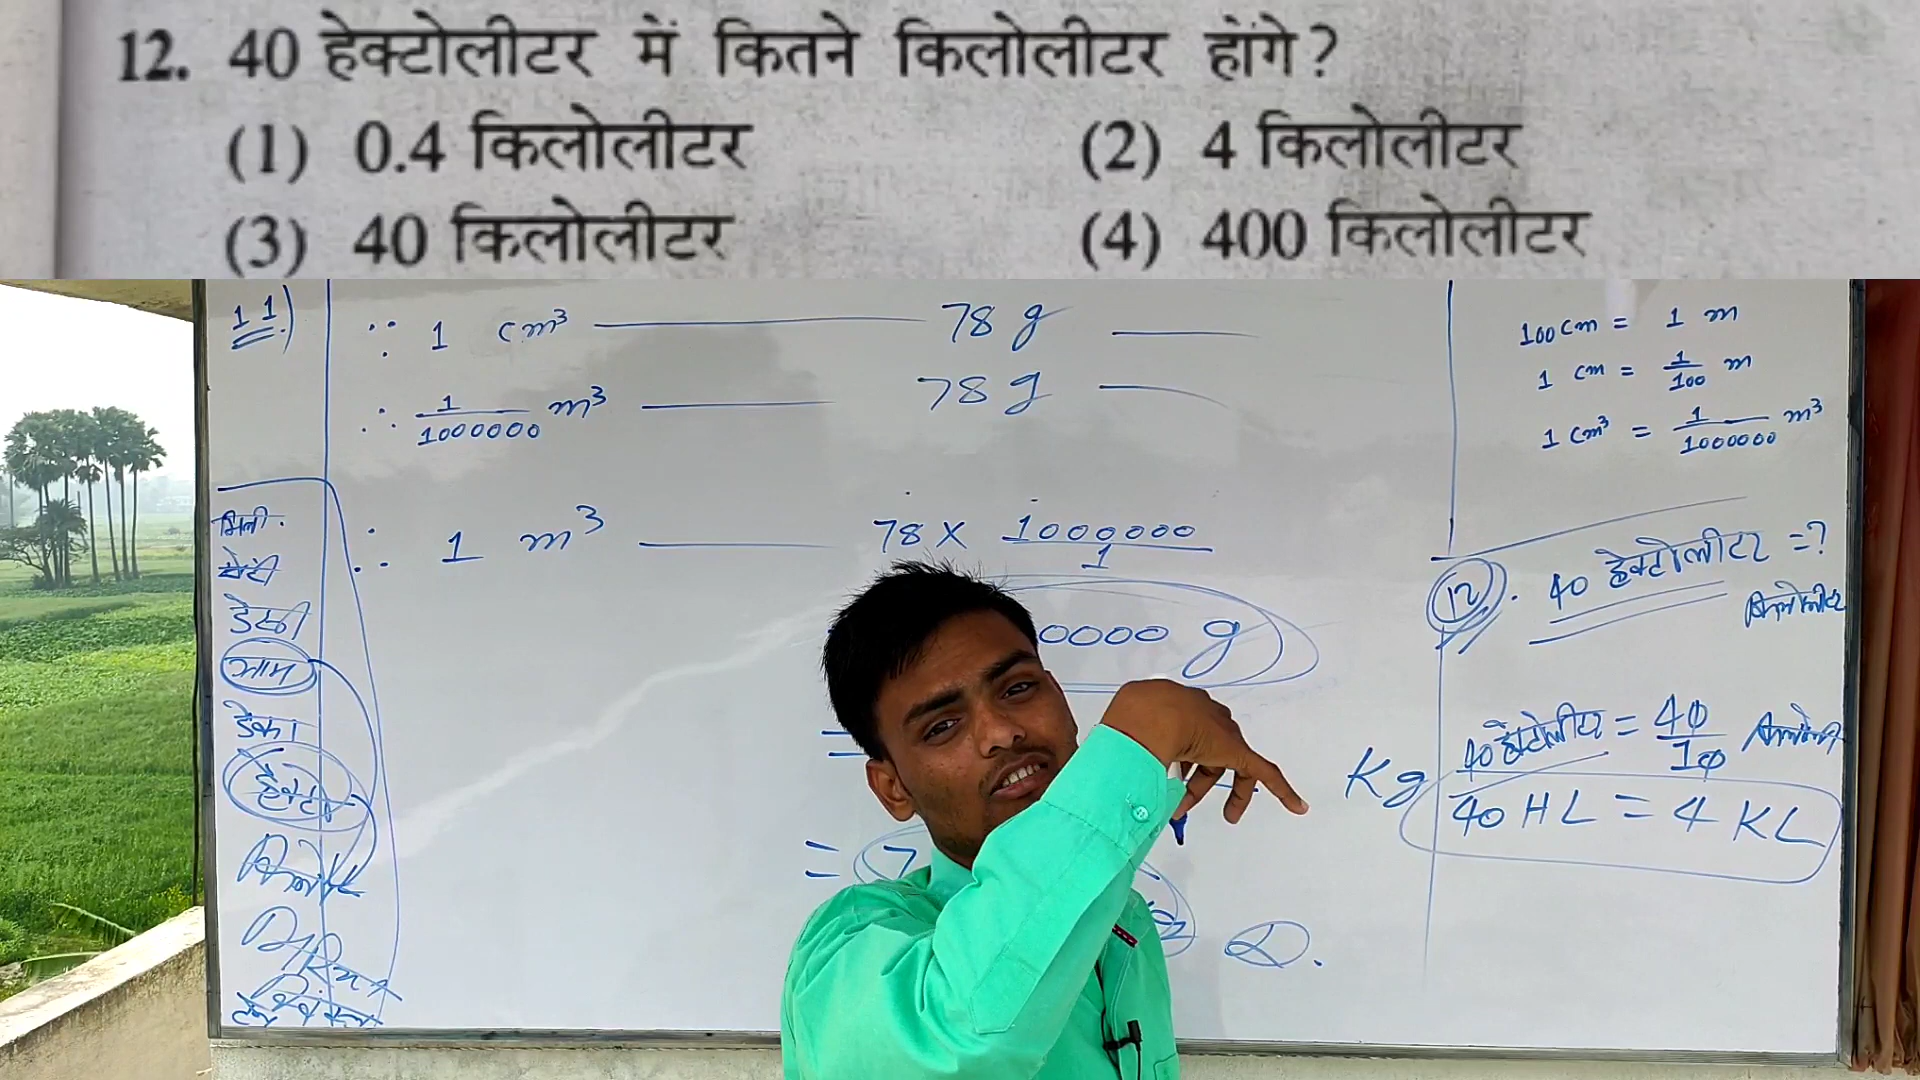 12. 40 हेक्टोलीटर में कितने किलोलीटर होंगे?
(1) 0.4 किलोलीटर (2) 4 किलोलीटर
(3) 40 किलोलीटर (4) 400 किलोलीटर
11.)
∵ 1 cm³ — 78 g —
∴ 1/1000000 m³ — 78 g —
∴ 1 m³ — 78 × 1000000/1
0000 g
=
= 7
D.
मिली.
सेंटी
डेसी
ग्राम
डेका
हेक्टो
100 cm = 1 m
1 cm = 1/100 m
1 cm³ = 1/1000000 m³
12. 40 हेक्टोलीटर =?
किलोलीटर
40 हेक्टोलीटर = 40/10
Kg
40 HL = 4 KL